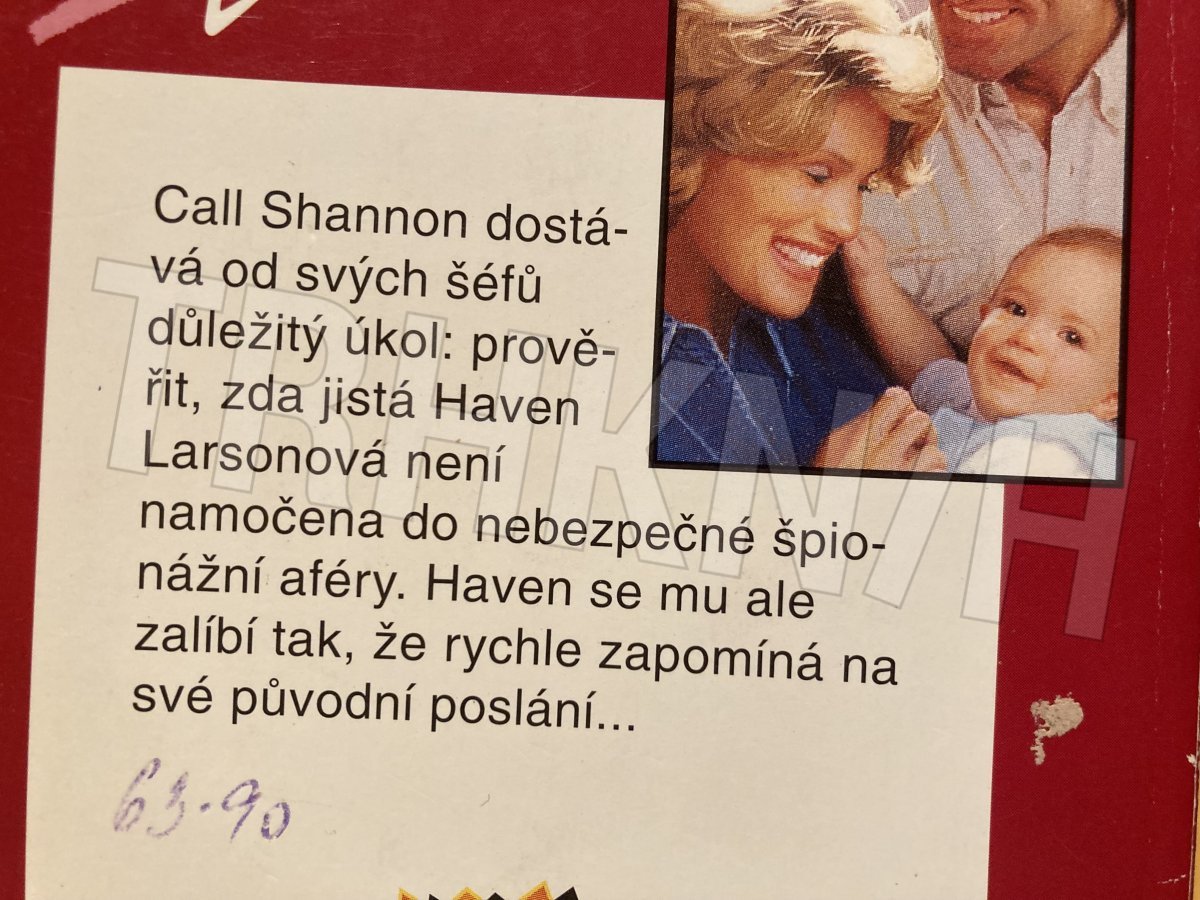 Call Shannon dostá-
vá od svých šéfů
důležitý úkol: prově-
řit, zda jistá Haven
Larsonová není
namočena do nebezpečné špio-
nážní aféry. Haven se mu ale
zalíbí tak, že rychle zapomíná na
své původní poslání...
63.90
TRHKNIH